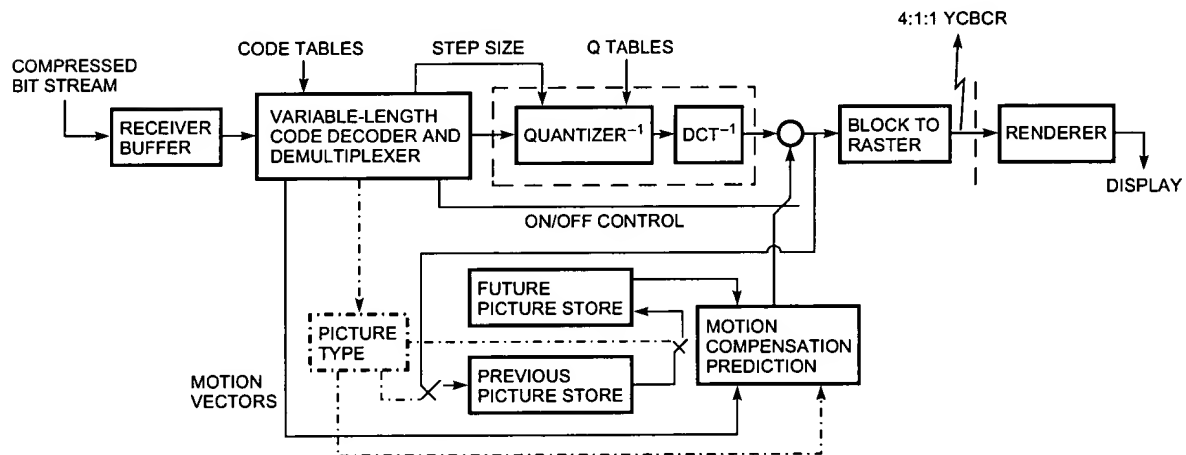 4:1:1 YCBCR
CODE TABLES
STEP SIZE
Q TABLES
COMPRESSED
BIT STREAM
RECEIVER
BUFFER
VARIABLE-LENGTH
CODE DECODER AND
DEMULTIPLEXER
QUANTIZER⁻¹
DCT⁻¹
BLOCK TO
RASTER
RENDERER
DISPLAY
ON/OFF CONTROL
FUTURE
PICTURE STORE
PICTURE
TYPE
MOTION
COMPENSATION
PREDICTION
PREVIOUS
PICTURE STORE
MOTION
VECTORS